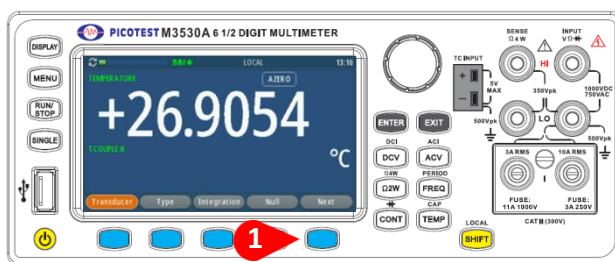 PICOTEST M3530A 6 1/2 DIGIT MULTIMETER
DISPLAY
MENU
RUN/
STOP
SINGLE
LOCAL
13:16
TEMPERATURE
AZERO
+26.9054
°C
Transducer
Type
Integration
Null
Next
1
ENTER
EXIT
DCI
ACI
DCV
ACV
Ω4W
PERIOD
Ω2W
FREQ
CAP
CONT
TEMP
LOCAL
SHIFT
TC INPUT
+
−
5V
MAX
SENSE
Ω 4 W
INPUT
V Ω
HI
350Vpk
1000VDC
750VAC
LO
500Vpk
500Vpk
3A RMS
10A RMS
I
FUSE:
11A 1000V
FUSE:
3A 250V
CAT II (300V)